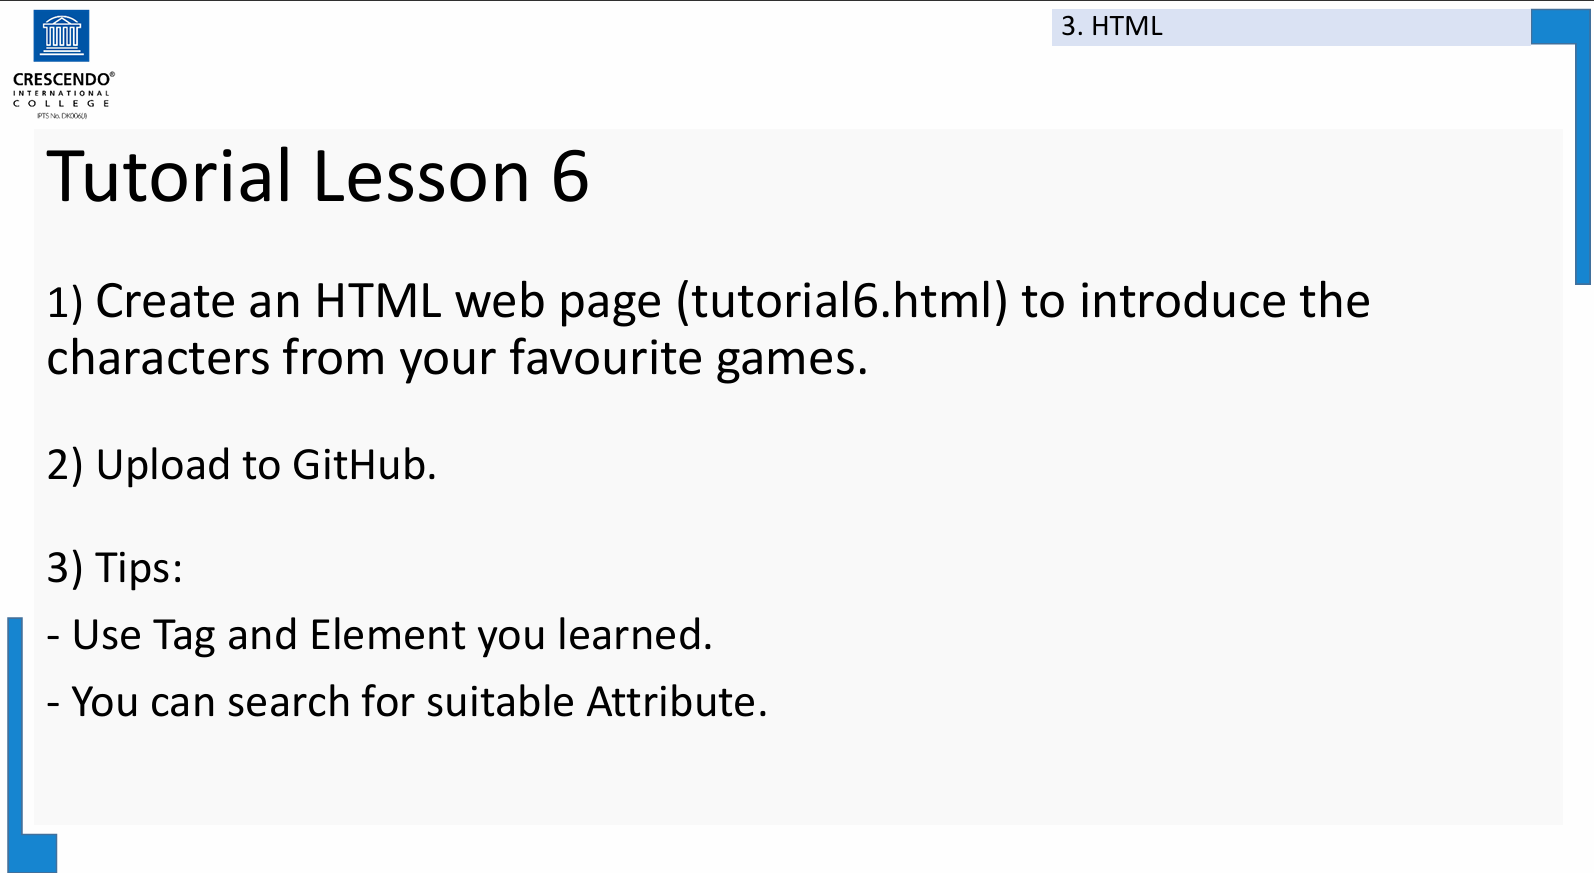 3. HTML
CRESCENDO®
INTERNATIONAL
COLLEGE
IPTS No. DK006(J)
Tutorial Lesson 6
1) Create an HTML web page (tutorial6.html) to introduce the
characters from your favourite games.
2) Upload to GitHub.
3) Tips:
- Use Tag and Element you learned.
- You can search for suitable Attribute.